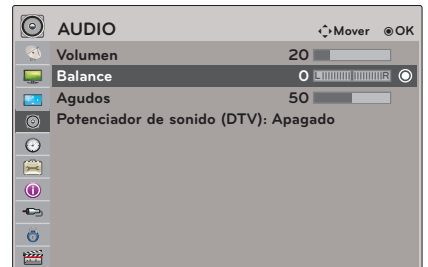 AUDIO Mover OK
Volumen 20
Balance 0 L R
Agudos 50
Potenciador de sonido (DTV): Apagado